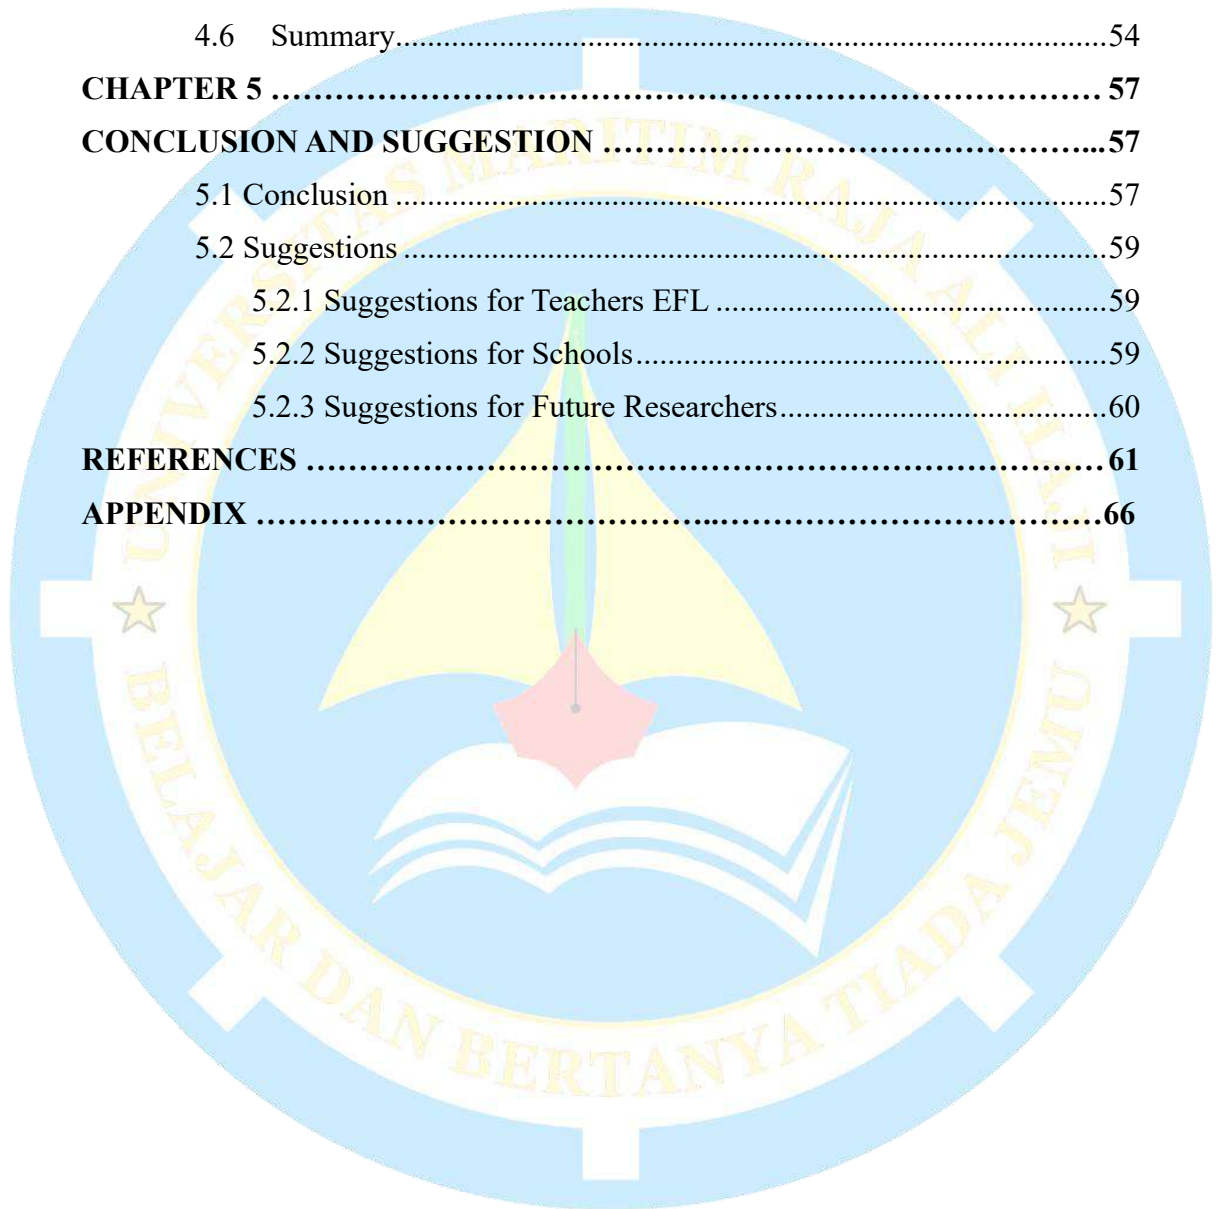 4.6 Summary........................................................................................54
CHAPTER 5 ……………………………………………………………………… 57
CONCLUSION AND SUGGESTION …………………………………………... 57
5.1 Conclusion ........................................................................................57
5.2 Suggestions .......................................................................................59
5.2.1 Suggestions for Teachers EFL .................................................59
5.2.2 Suggestions for Schools...........................................................59
5.2.3 Suggestions for Future Researchers.........................................60
REFERENCES …………………………………………………………………… 61
APPENDIX …………………………………..………………………………66
UNIVERSITAS MARITIM RAJA ALI HAJI
BELAJAR DAN BERTANYA TIADA JEMU